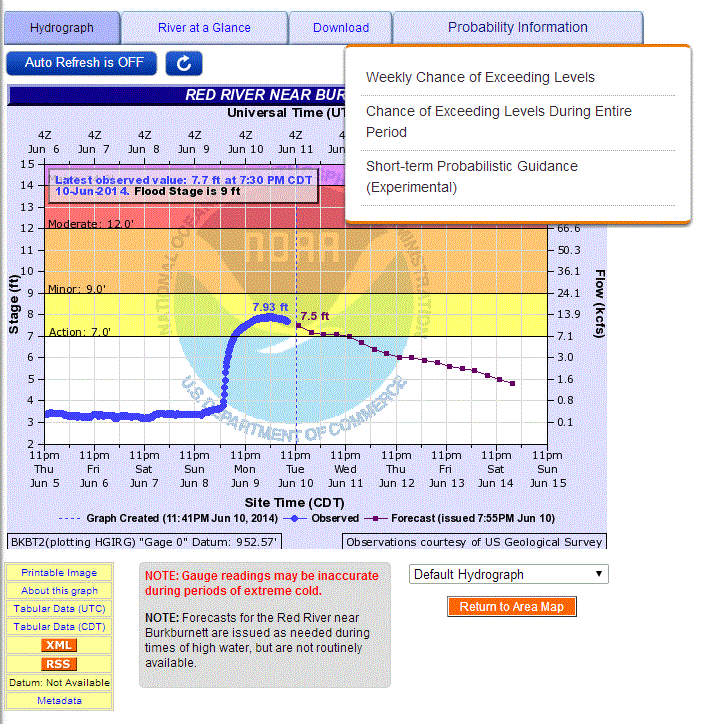 Hydrograph
River at a Glance
Download
Probability Information
Auto Refresh is OFF
Weekly Chance of Exceeding Levels
Chance of Exceeding Levels During Entire
Period
Short-term Probabilistic Guidance
(Experimental)
RED RIVER NEAR BUR
Universal Time (UT
4Z 4Z 4Z 4Z 4Z 4Z
Jun 6 Jun 7 Jun 8 Jun 9 Jun 10 Jun 11
Latest observed value: 7.7 ft at 7:30 PM CDT
10-Jun-2014. Flood Stage is 9 ft
15
14
13
12
11
10
9
8
7
6
5
4
3
2
Stage (ft)
Moderate: 12.0'
Minor: 9.0'
Action: 7.0'
7.93 ft
7.5 ft
NOAA
NATIONAL OCEAN
MINISTRATION
U.S. DEPARTMENT OF COMMERCE
66.6
50.3
36.1
24.1
13.9
7.1
3.0
1.6
0.8
0.1
Flow (kcfs)
11pm 11pm 11pm 11pm 11pm 11pm 11pm 11pm 11pm 11pm 11pm
Thu Fri Sat Sun Mon Tue Wed Thu Fri Sat Sun
Jun 5 Jun 6 Jun 7 Jun 8 Jun 9 Jun 10 Jun 11 Jun 12 Jun 13 Jun 14 Jun 15
Site Time (CDT)
Graph Created (11:41PM Jun 10, 2014) Observed Forecast (issued 7:55PM Jun 10)
BKBT2(plotting HGIRG) "Gage 0" Datum: 952.57'
Observations courtesy of US Geological Survey
Printable Image
About this graph
Tabular Data (UTC)
Tabular Data (CDT)
XML
RSS
Datum: Not Available
Metadata
NOTE: Gauge readings may be inaccurate
during periods of extreme cold.
NOTE: Forecasts for the Red River near
Burkburnett are issued as needed during
times of high water, but are not routinely
available.
Default Hydrograph
Return to Area Map